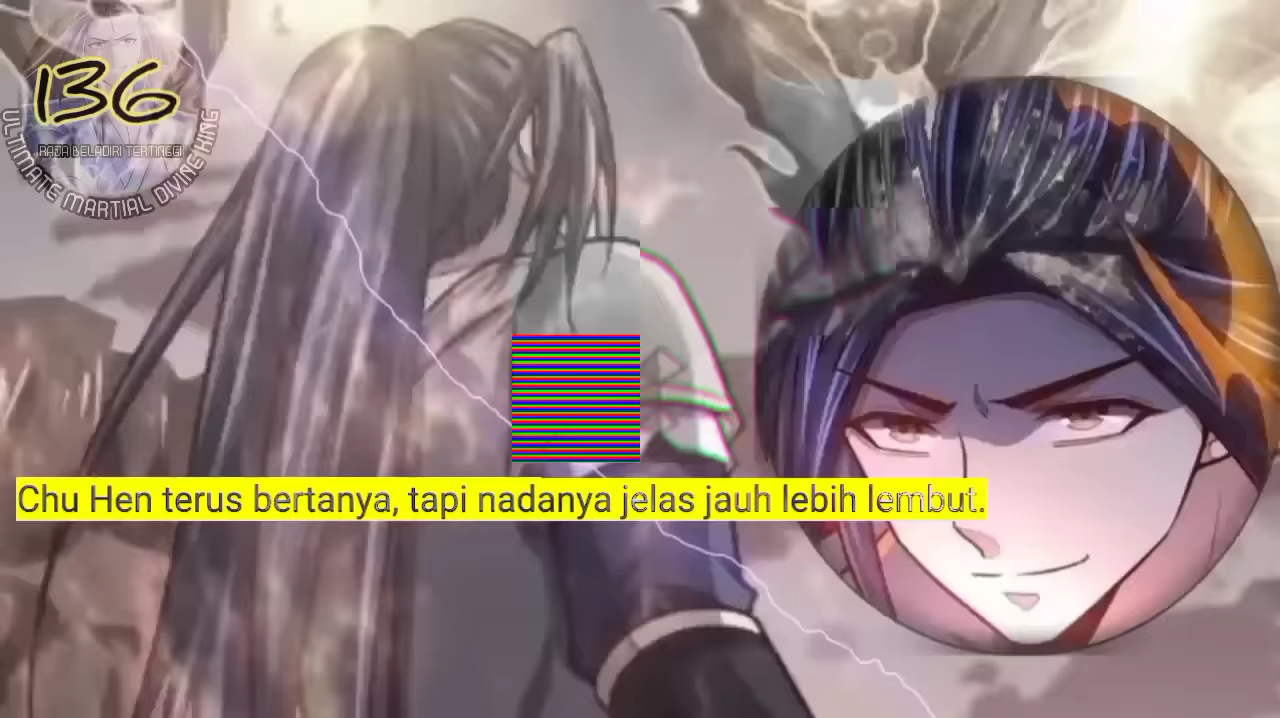 136
RAJA BELADIRI TERTINGGI
ULTIMATE MARTIAL DIVINE KING
Chu Hen terus bertanya, tapi nadanya jelas jauh lebih lembut.